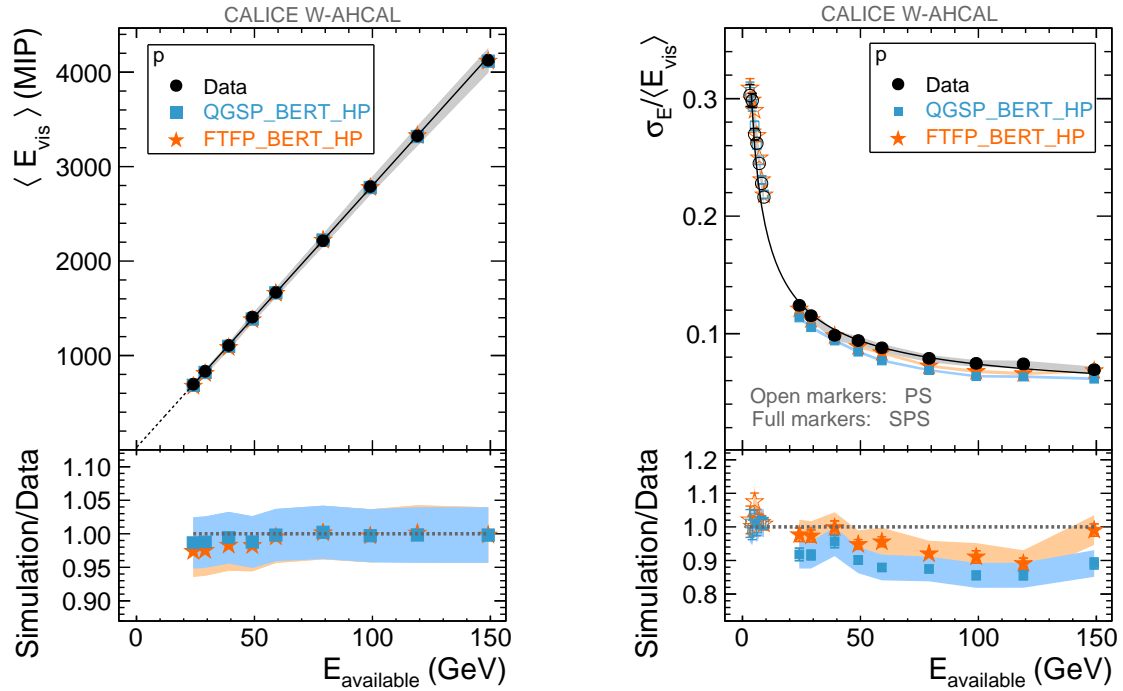 CALICE W-AHCAL
⟨ E_vis ⟩ (MIP)
4000
3000
2000
1000
p
Data
QGSP_BERT_HP
FTFP_BERT_HP
Simulation/Data
1.10
1.05
1.00
0.95
0.90
0 50 100 150
E_available (GeV)
CALICE W-AHCAL
σ_E/⟨E_vis⟩
0.3
0.2
0.1
p
Data
QGSP_BERT_HP
FTFP_BERT_HP
Open markers: PS
Full markers: SPS
Simulation/Data
1.2
1.1
1.0
0.9
0.8
0 50 100 150
E_available (GeV)